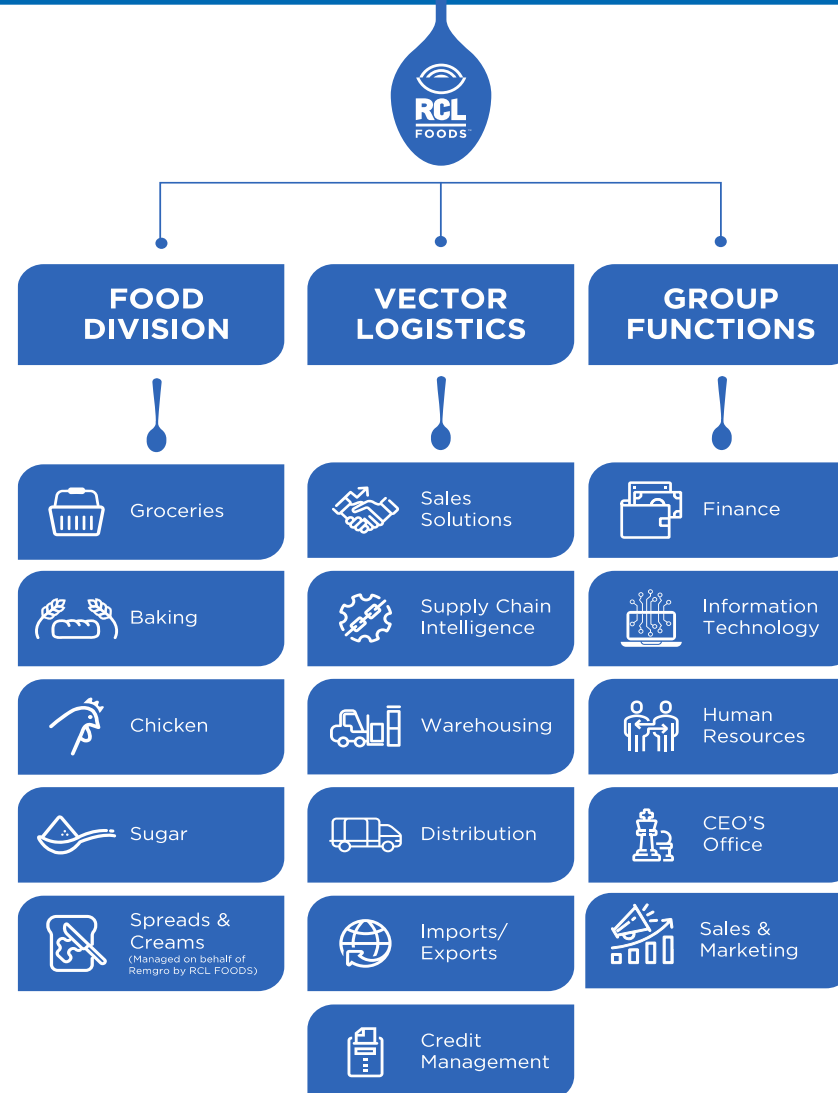 RCL
FOODS™
FOOD
DIVISION
Groceries
Baking
Chicken
Sugar
Spreads &
Creams
(Managed on behalf of
Remgro by RCL FOODS)
VECTOR
LOGISTICS
Sales
Solutions
Supply Chain
Intelligence
Warehousing
Distribution
Imports/
Exports
Credit
Management
GROUP
FUNCTIONS
Finance
Information
Technology
Human
Resources
CEO'S
Office
Sales &
Marketing